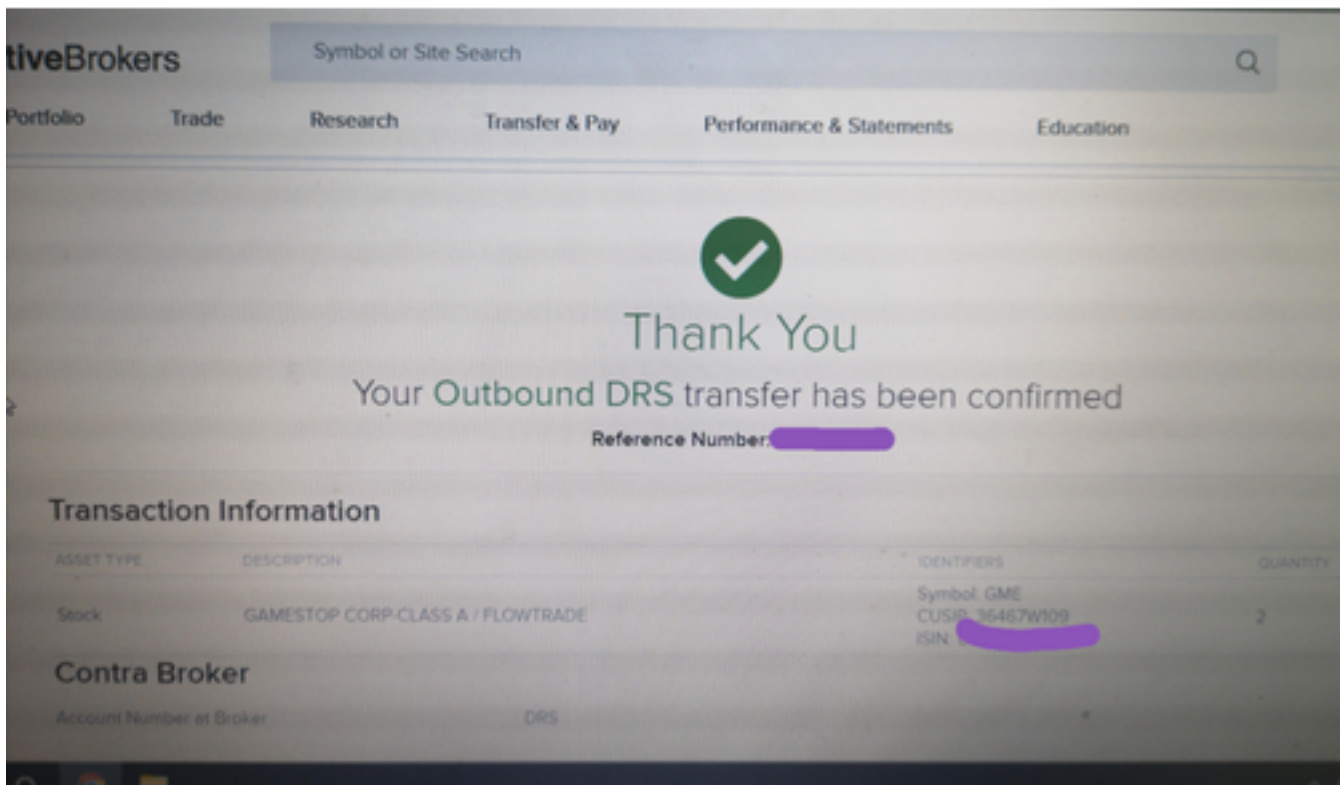 tiveBrokers
Symbol or Site Search
Portfolio Trade Research Transfer & Pay Performance & Statements Education
Thank You
Your Outbound DRS transfer has been confirmed
Reference Number:
Transaction Information
ASSET TYPE DESCRIPTION IDENTIFIERS QUANTITY
Symbol: GME
Stock GAMESTOP CORP-CLASS A / FLOWTRADE CUSIP: 36467W109 2
ISIN:
Contra Broker
Account Number at Broker DRS